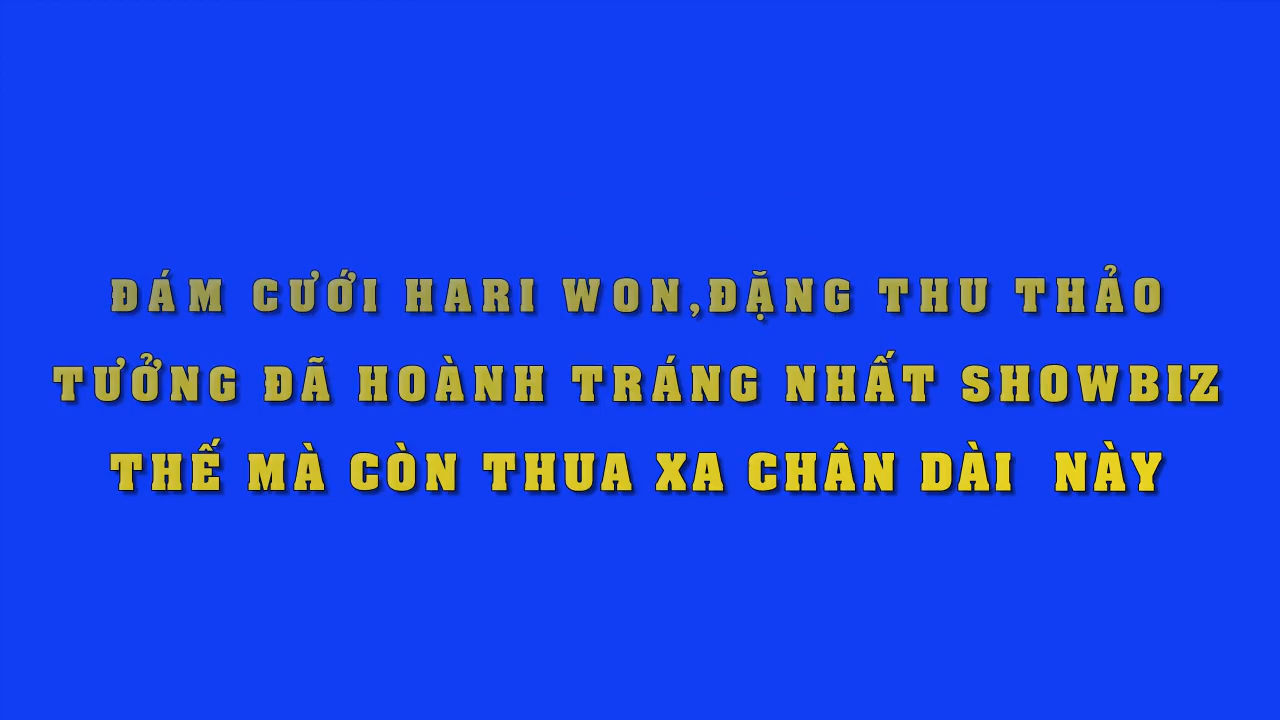 ĐÁM CƯỚI HARI WON,ĐẶNG THU THẢO
TƯỞNG ĐÃ HOÀNH TRÁNG NHẤT SHOWBIZ
THẾ MÀ CÒN THUA XA CHÂN DÀI  NÀY